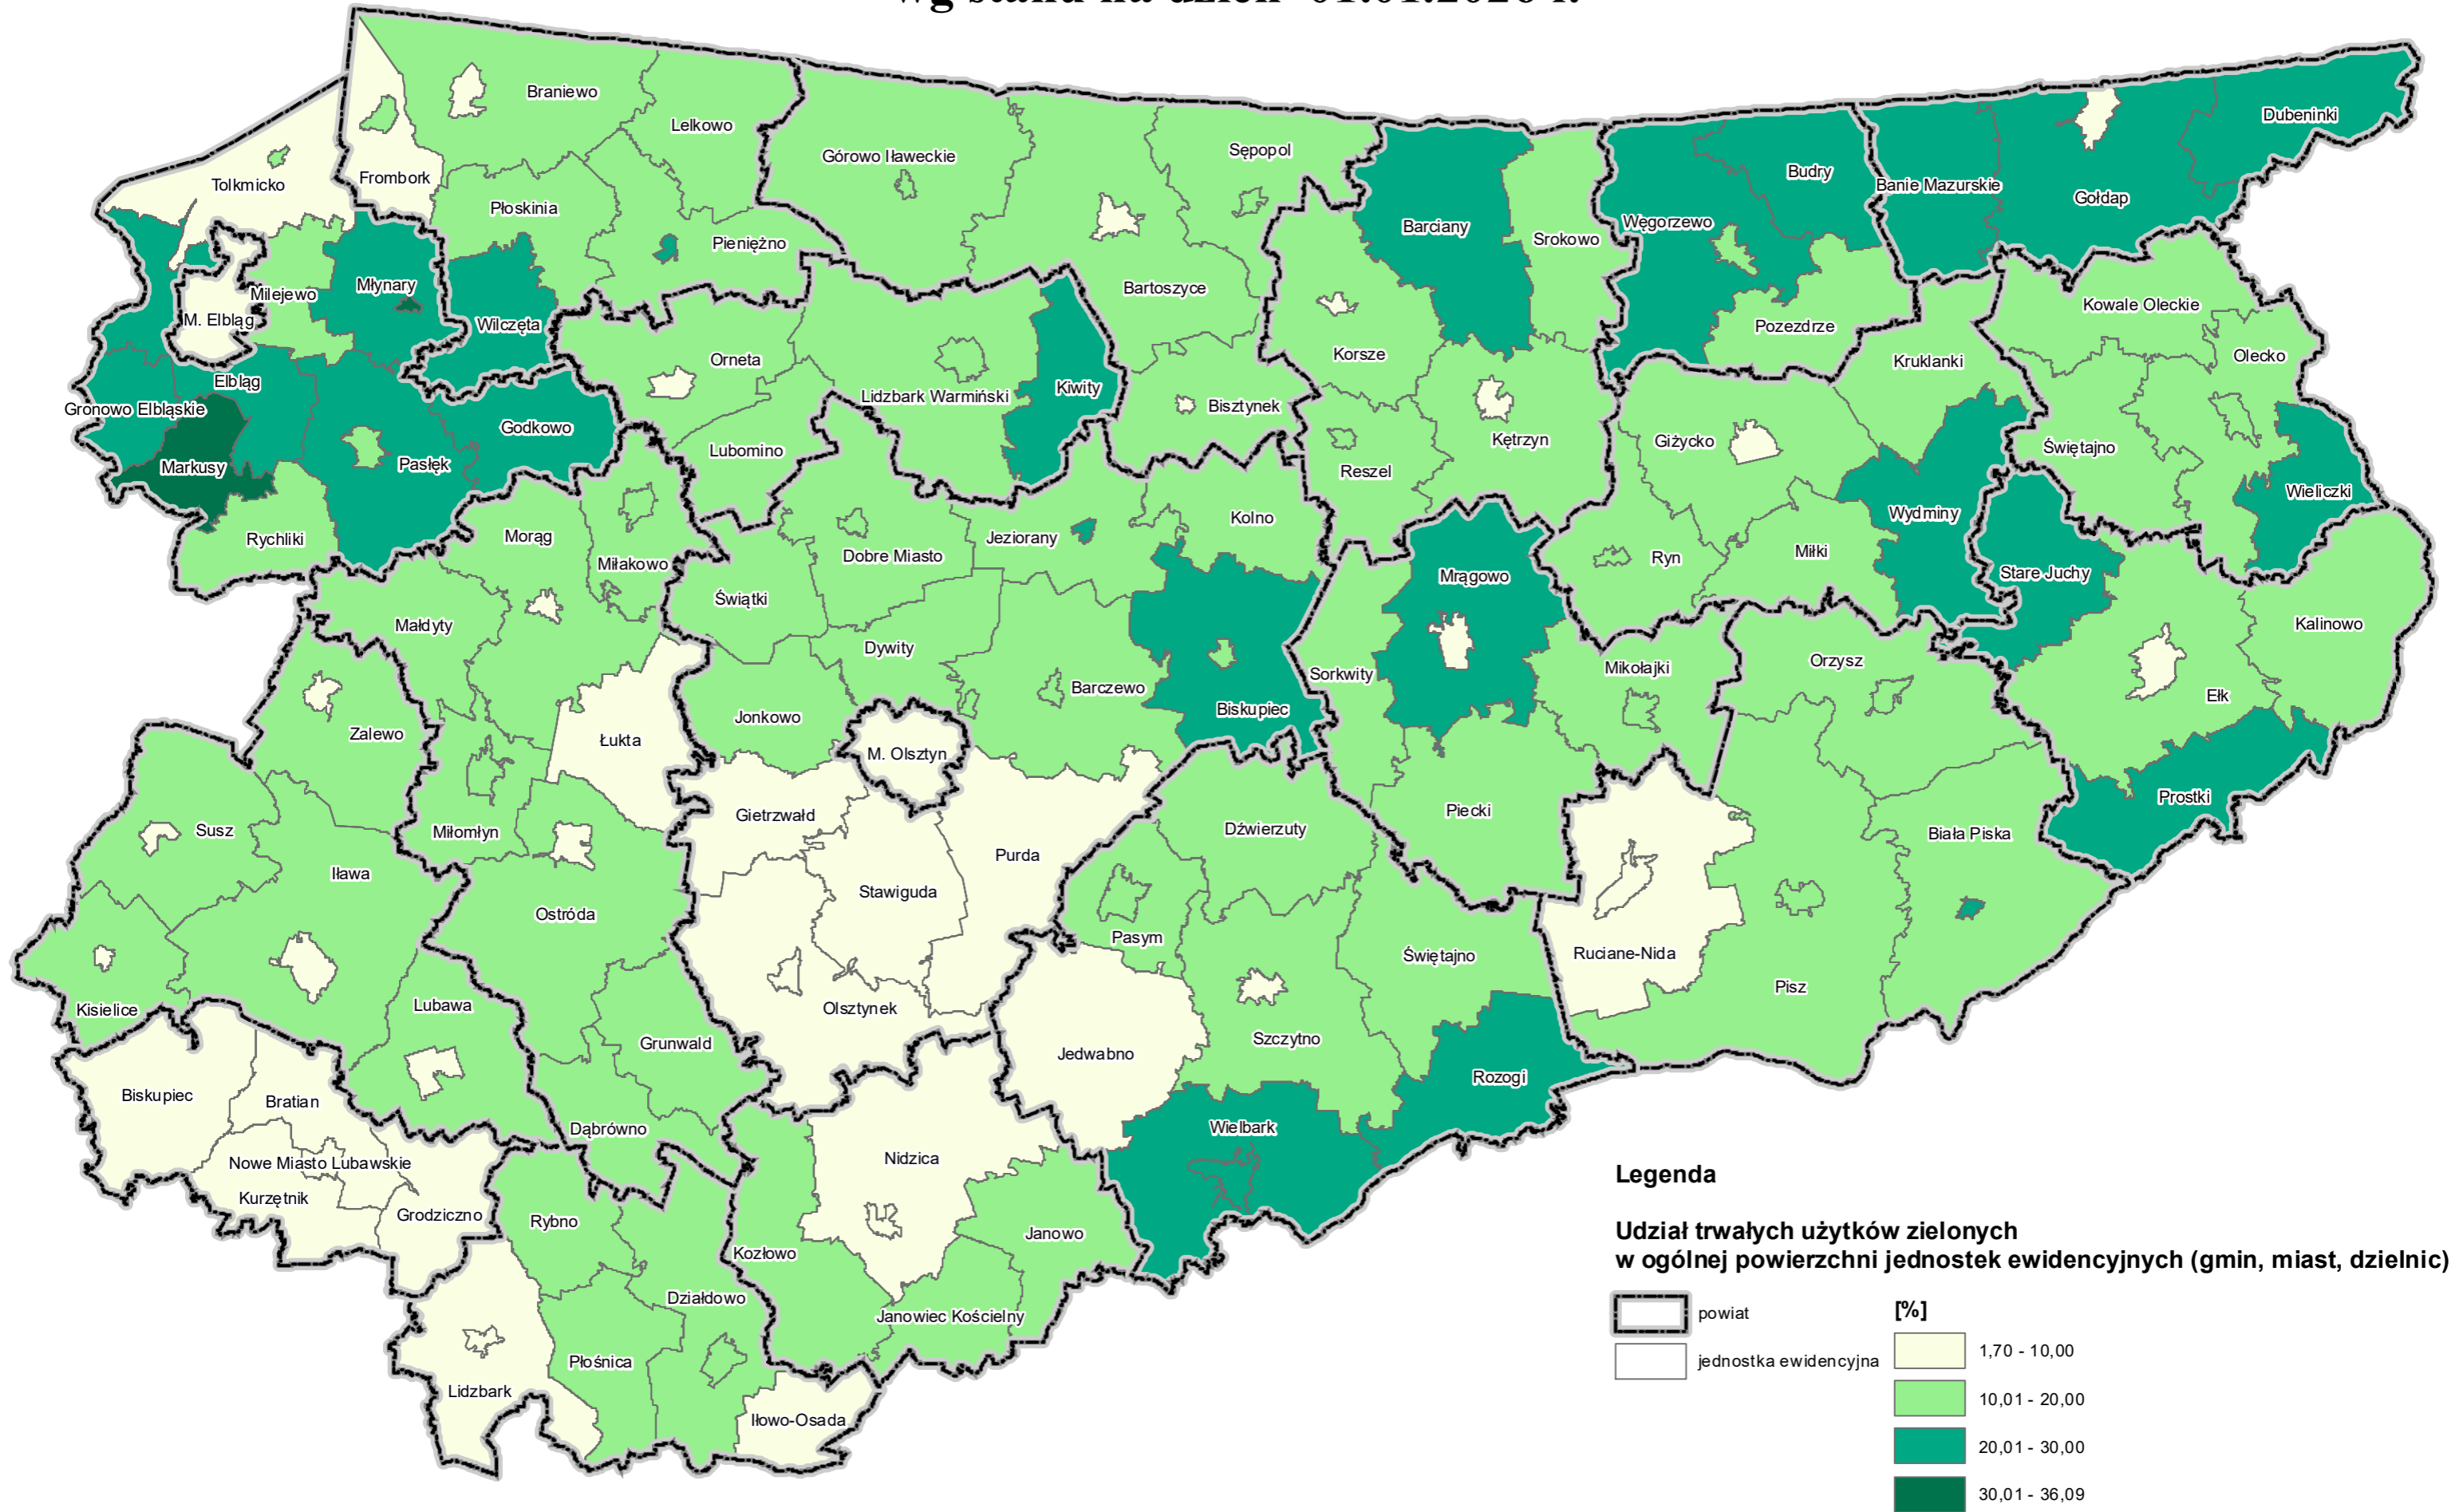 wg stanu na dzień 01.01.2026 r.
Braniewo
Lelkowo
Dubeninki
Sępopol
Górowo Iławeckie
Budry
Frombork
Tolkmicko
Banie Mazurskie
Gołdap
Płoskinia
Węgorzewo
Barciany
Srokowo
Pieniężno
Młynary
Bartoszyce
Milejewo
Kowale Oleckie
M. Elbląg
Wilczęta
Pozezdrze
Korsze
Olecko
Orneta
Kruklanki
Elbląg
Kiwity
Lidzbark Warmiński
Bisztynek
Gronowo Elbląskie
Godkowo
Kętrzyn
Giżycko
Świętajno
Lubomino
Pasłęk
Markusy
Reszel
Wieliczki
Wydminy
Kolno
Morąg
Jeziorany
Rychliki
Miłki
Dobre Miasto
Ryn
Miłakowo
Stare Juchy
Mrągowo
Świątki
Małdyty
Kalinowo
Dywity
Orzysz
Mikołajki
Sorkwity
Barczewo
Ełk
Biskupiec
Jonkowo
Zalewo
Łukta
M. Olsztyn
Prostki
Piecki
Gietrzwałd
Dźwierzuty
Susz
Miłomłyn
Biała Piska
Purda
Iława
Stawiguda
Ostróda
Pasym
Ruciane-Nida
Świętajno
Pisz
Lubawa
Olsztynek
Kisielice
Szczytno
Grunwald
Jedwabno
Rozogi
Biskupiec
Bratian
Wielbark
Dąbrówno
Nidzica
Nowe Miasto Lubawskie
Kurzętnik
Grodziczno
Rybno
Janowo
Kozłowo
Działdowo
Janowiec Kościelny
Płośnica
Lidzbark
Iłowo-Osada
Legenda
Udział trwałych użytków zielonych
w ogólnej powierzchni jednostek ewidencyjnych (gmin, miast, dzielnic)
powiat
jednostka ewidencyjna
[%]
1,70 - 10,00
10,01 - 20,00
20,01 - 30,00
30,01 - 36,09